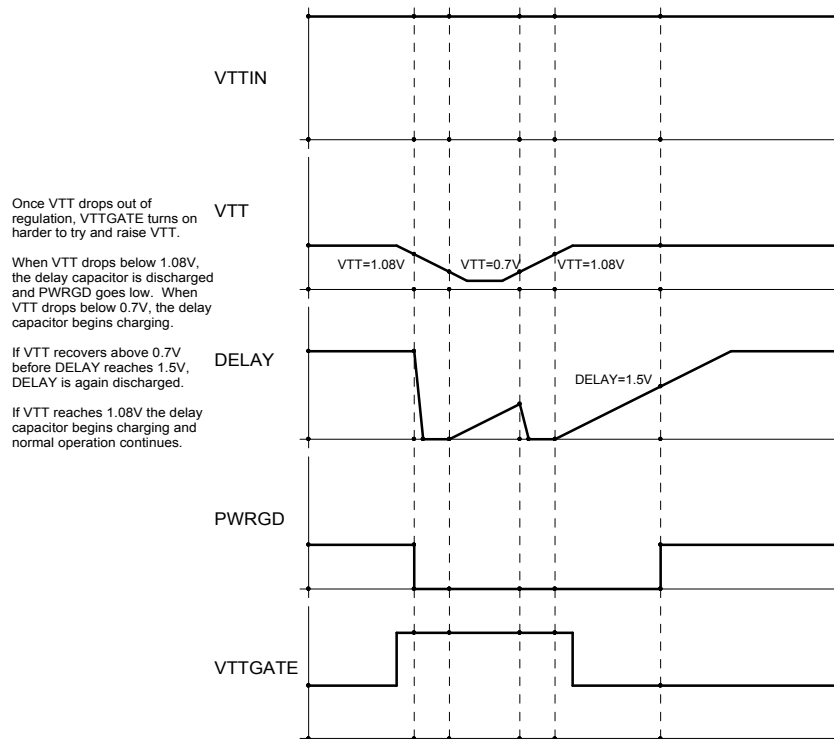 VTTIN
Once VTT drops out of
regulation, VTTGATE turns on
harder to try and raise VTT.
When VTT drops below 1.08V,
the delay capacitor is discharged
and PWRGD goes low.  When
VTT drops below 0.7V, the delay
capacitor begins charging.
If VTT recovers above 0.7V
before DELAY reaches 1.5V,
DELAY is again discharged.
If VTT reaches 1.08V the delay
capacitor begins charging and
normal operation continues.
VTT
VTT=1.08V
VTT=0.7V
VTT=1.08V
DELAY
DELAY=1.5V
PWRGD
VTTGATE